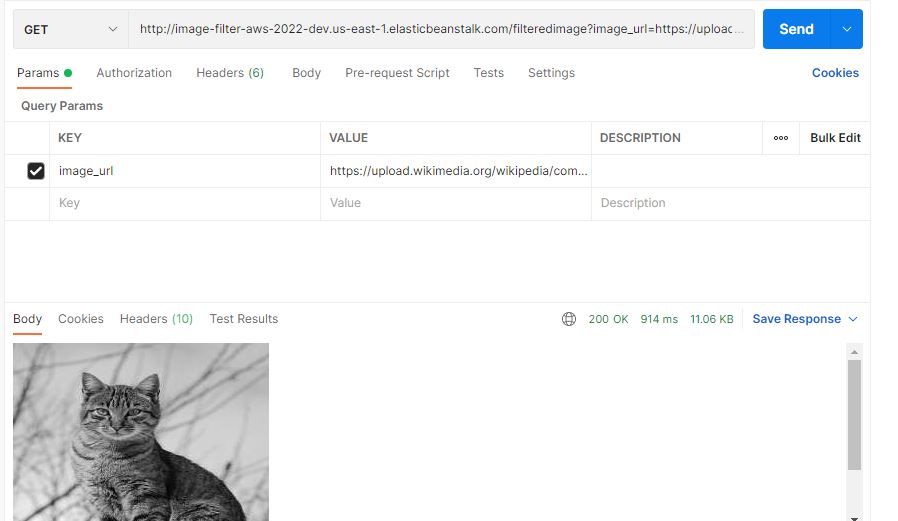 GET http://image-filter-aws-2022-dev.us-east-1.elasticbeanstalk.com/filteredimage?image_url=https://upload... Send
Params Authorization Headers (6) Body Pre-request Script Tests Settings Cookies
Query Params
KEY VALUE DESCRIPTION ooo Bulk Edit
image_url https://upload.wikimedia.org/wikipedia/com...
Key Value Description
Body Cookies Headers (10) Test Results 200 OK 914 ms 11.06 KB Save Response